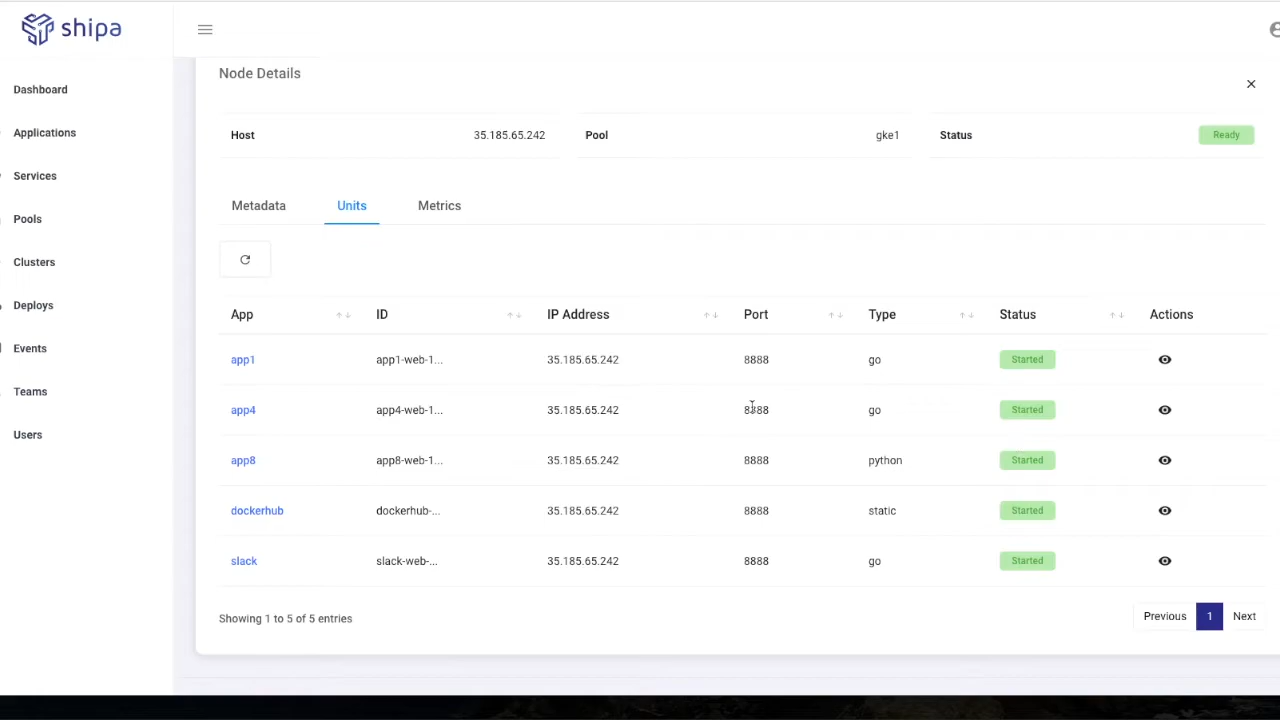 shipa
Dashboard
Applications
Services
Pools
Clusters
Deploys
Events
Teams
Users
Node Details
Host 35.185.65.242 Pool gke1 Status Ready
Metadata Units Metrics
App ID IP Address Port Type Status Actions
app1 app1-web-1... 35.185.65.242 8888 go Started
app4 app4-web-1... 35.185.65.242 8888 go Started
app8 app8-web-1... 35.185.65.242 8888 python Started
dockerhub dockerhub-... 35.185.65.242 8888 static Started
slack slack-web-... 35.185.65.242 8888 go Started
Showing 1 to 5 of 5 entries
Previous 1 Next